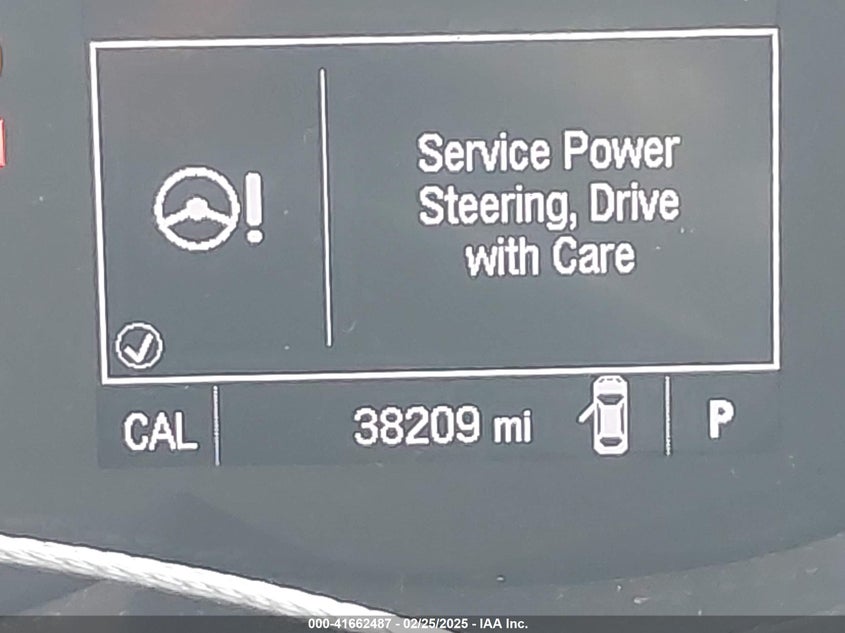 Service Power
Steering, Drive
with Care
CAL
38209 mi
P
000-41662487 - 02/25/2025 - IAA Inc.